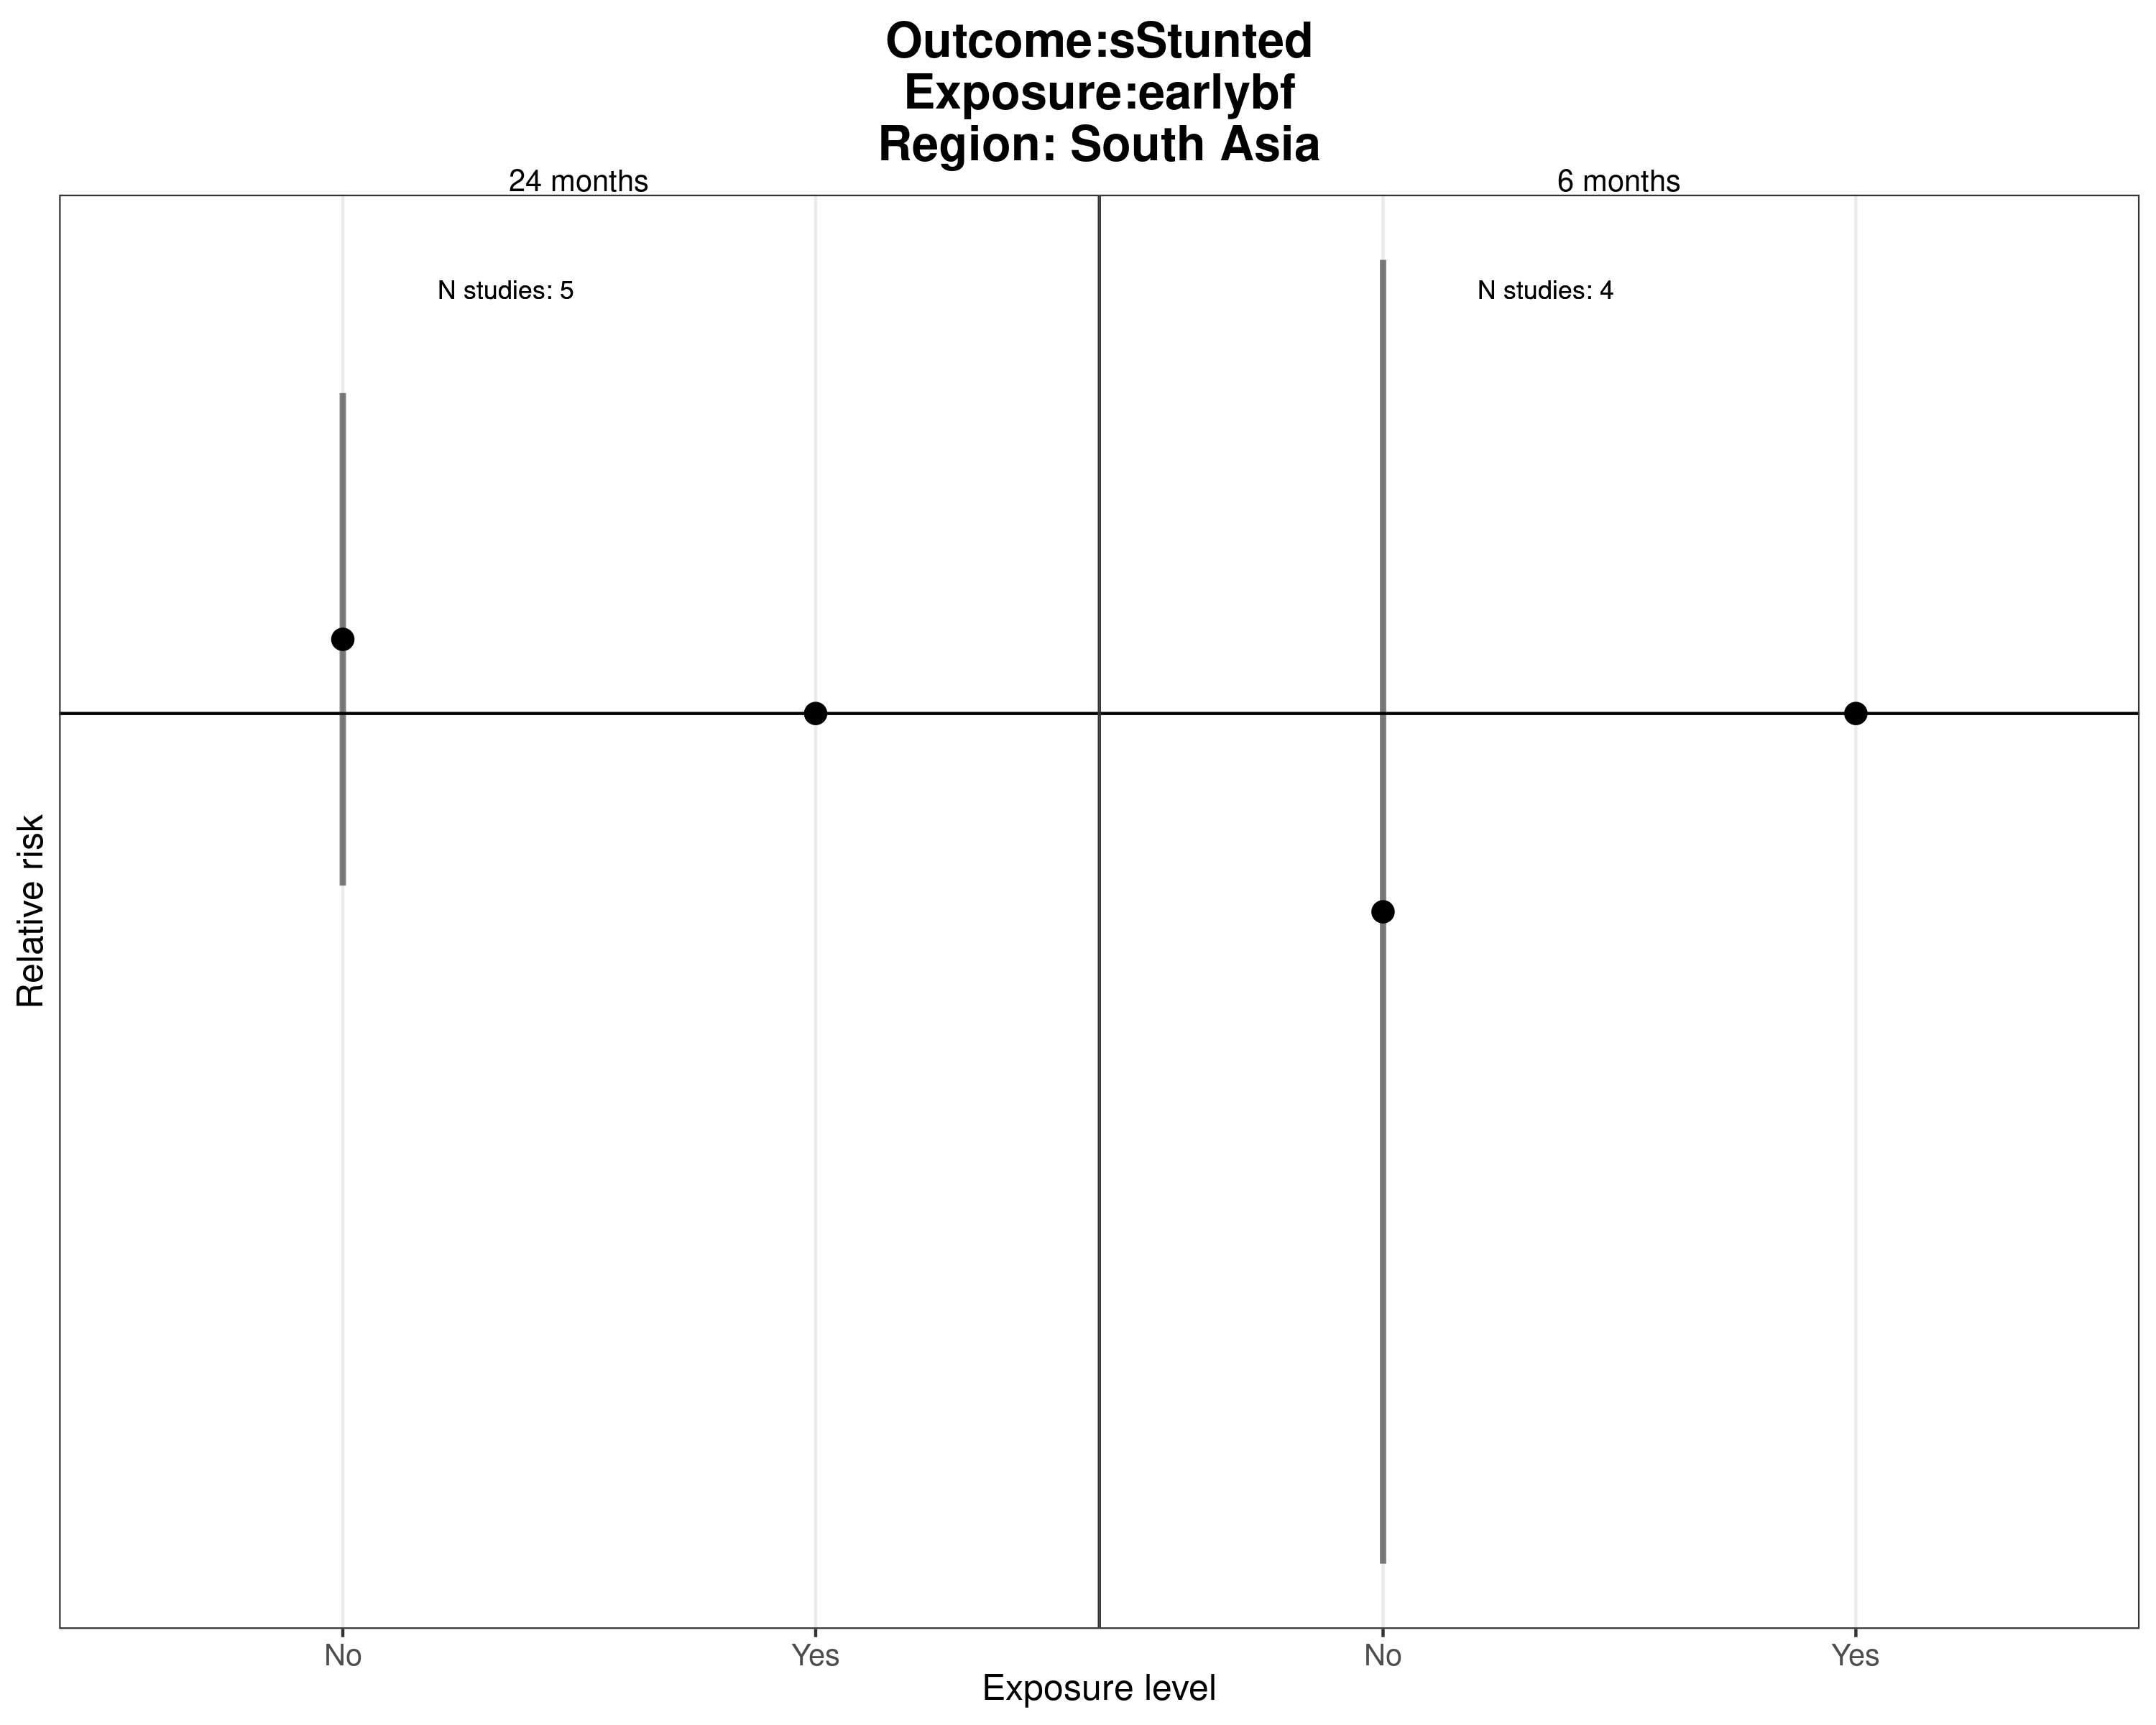 Outcome:sStunted
Exposure:earlybf
Region: South Asia
24 months
6 months
N studies: 5
N studies: 4
Relative risk
No
Yes
No
Yes
Exposure level